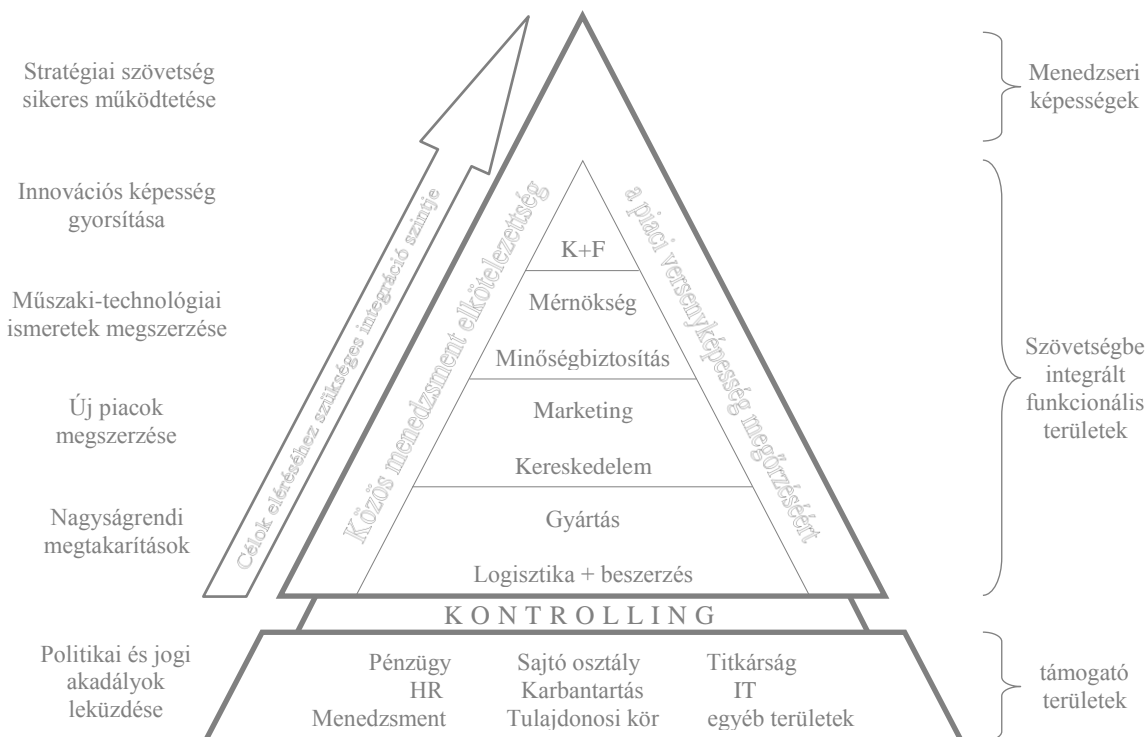 Stratégiai szövetség
sikeres működtetése
Innovációs képesség
gyorsítása
Műszaki-technológiai
ismeretek megszerzése
Új piacok
megszerzése
Nagyságrendi
megtakarítások
Politikai és jogi
akadályok
leküzdése
Célok eléréséhez szükséges integráció szintje
Közös menedzsment elkötelezettség
a piaci versenyképesség megőrzéséért
K+F
Mérnökség
Minőségbiztosítás
Marketing
Kereskedelem
Gyártás
Logisztika + beszerzés
KONTROLLING
Pénzügy Sajtó osztály Titkárság
HR Karbantartás IT
Menedzsment Tulajdonosi kör egyéb területek
Menedzseri
képességek
Szövetségbe
integrált
funkcionális
területek
támogató
területek